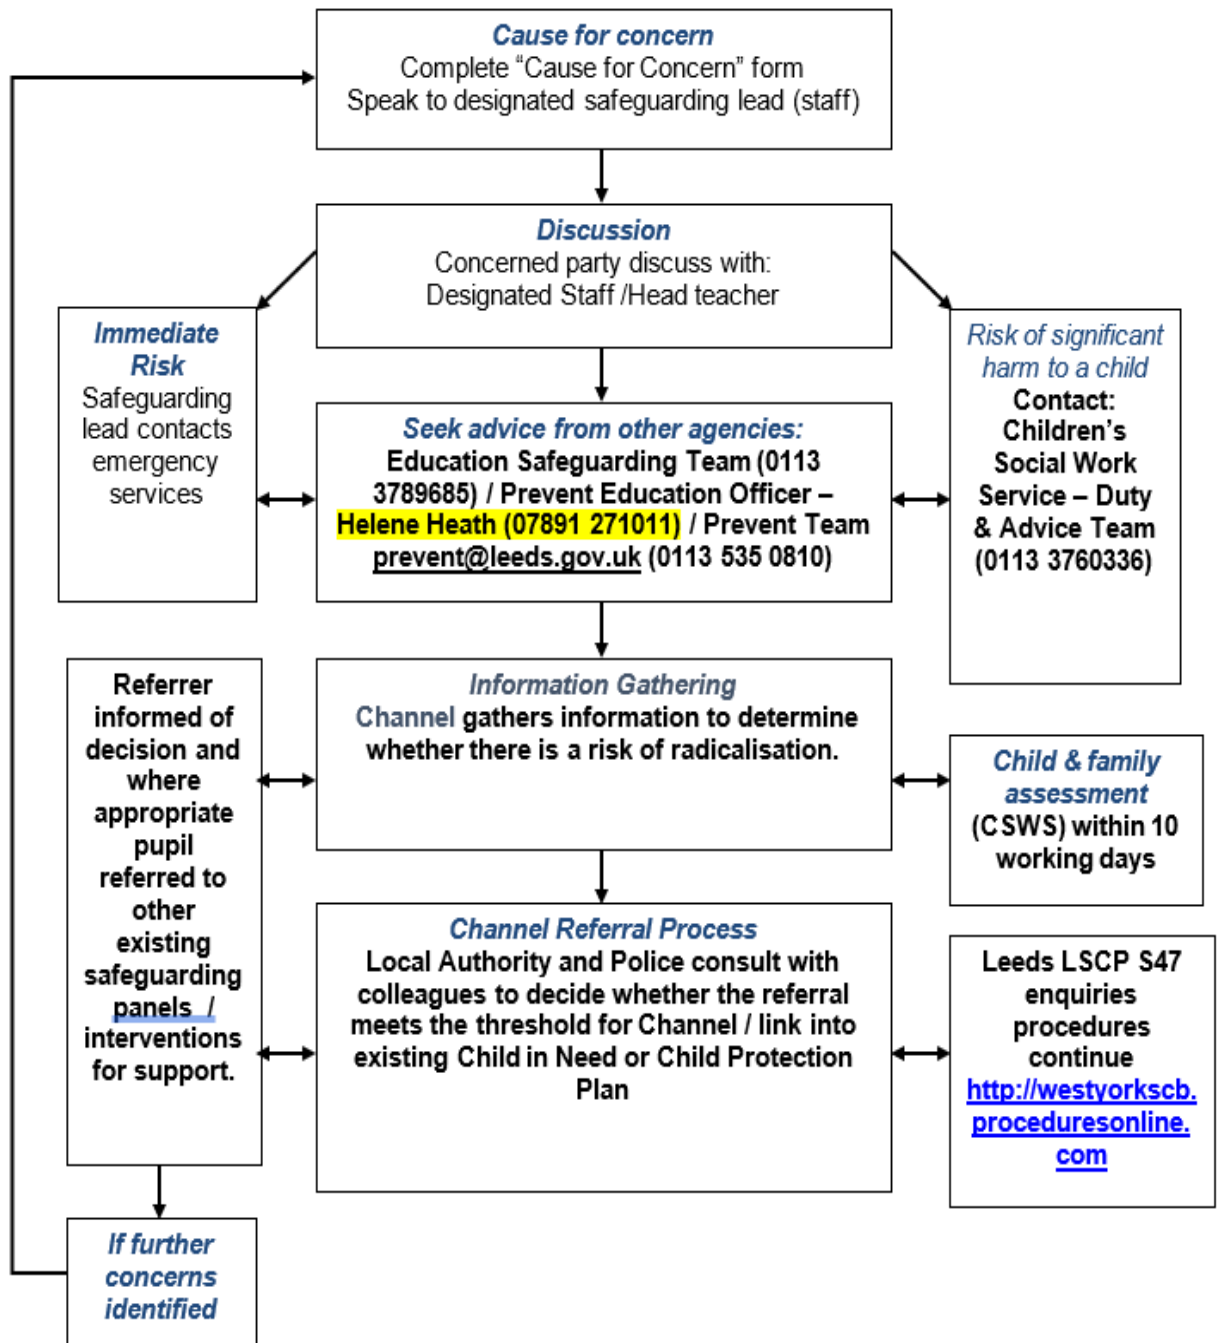 Cause for concern
Complete “Cause for Concern” form
Speak to designated safeguarding lead (staff)
Discussion
Concerned party discuss with:
Designated Staff /Head teacher
Immediate
Risk
Safeguarding
lead contacts
emergency
services
Seek advice from other agencies:
Education Safeguarding Team (0113
3789685) / Prevent Education Officer –
Helene Heath (07891 271011) / Prevent Team
prevent@leeds.gov.uk (0113 535 0810)
Risk of significant
harm to a child
Contact:
Children’s
Social Work
Service – Duty
& Advice Team
(0113 3760336)
Referrer
informed of
decision and
where
appropriate
pupil
referred to
other
existing
safeguarding
panels /
interventions
for support.
Information Gathering
Channel gathers information to determine
whether there is a risk of radicalisation.
Child & family
assessment
(CSWS) within 10
working days
Channel Referral Process
Local Authority and Police consult with
colleagues to decide whether the referral
meets the threshold for Channel / link into
existing Child in Need or Child Protection
Plan
Leeds LSCP S47
enquiries
procedures
continue
http://westyorkscb.
proceduresonline.
com
If further
concerns
identified